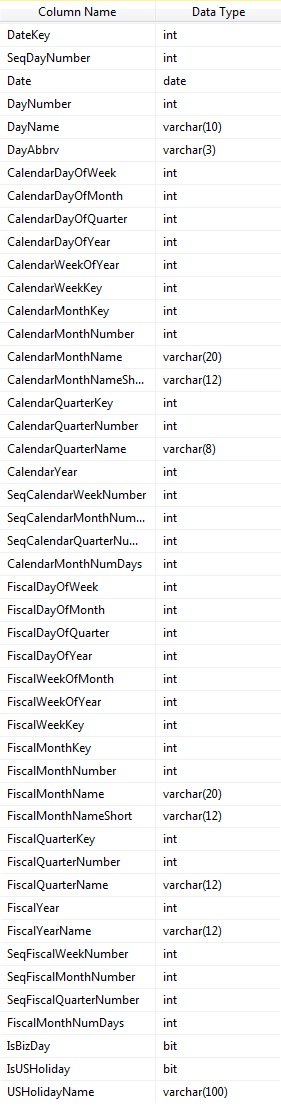 Column Name Data Type
DateKey int
SeqDayNumber int
Date date
DayNumber int
DayName varchar(10)
DayAbbrv varchar(3)
CalendarDayOfWeek int
CalendarDayOfMonth int
CalendarDayOfQuarter int
CalendarDayOfYear int
CalendarWeekOfYear int
CalendarWeekKey int
CalendarMonthKey int
CalendarMonthNumber int
CalendarMonthName varchar(20)
CalendarMonthNameSh... varchar(12)
CalendarQuarterKey int
CalendarQuarterNumber int
CalendarQuarterName varchar(8)
CalendarYear int
SeqCalendarWeekNumber int
SeqCalendarMonthNum... int
SeqCalendarQuarterNu... int
CalendarMonthNumDays int
FiscalDayOfWeek int
FiscalDayOfMonth int
FiscalDayOfQuarter int
FiscalDayOfYear int
FiscalWeekOfMonth int
FiscalWeekOfYear int
FiscalWeekKey int
FiscalMonthKey int
FiscalMonthNumber int
FiscalMonthName varchar(20)
FiscalMonthNameShort varchar(12)
FiscalQuarterKey int
FiscalQuarterNumber int
FiscalQuarterName varchar(12)
FiscalYear int
FiscalYearName varchar(12)
SeqFiscalWeekNumber int
SeqFiscalMonthNumber int
SeqFiscalQuarterNumber int
FiscalMonthNumDays int
IsBizDay bit
IsUSHoliday bit
USHolidayName varchar(100)